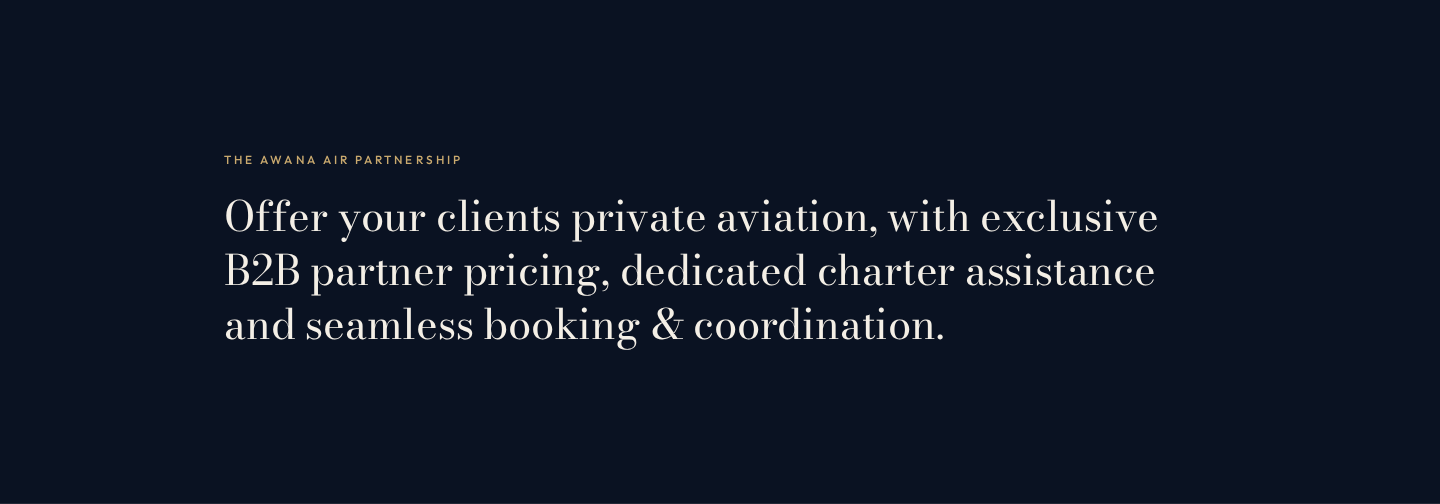 THE AWANA AIR PARTNERSHIP
Offer your clients private aviation, with exclusive
B2B partner pricing, dedicated charter assistance
and seamless booking & coordination.